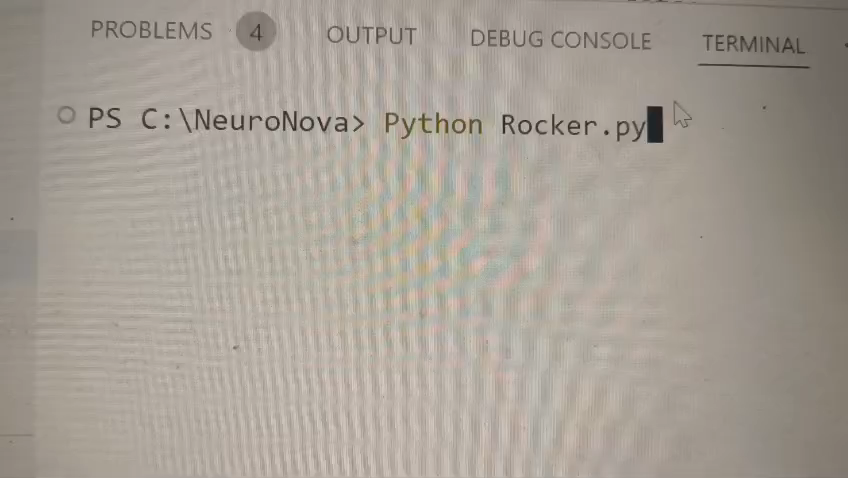 PROBLEMS 4 OUTPUT DEBUG CONSOLE TERMINAL
PS C:\NeuroNova> Python Rocker.py